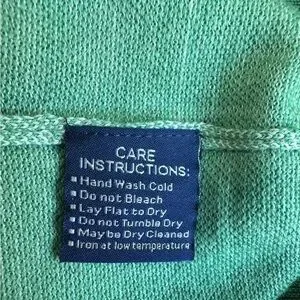 CARE
INSTRUCTIONS:
▪Hand Wash Cold
▪Do not Bleach
▪Lay Flat to Dry
▪Do not Tumble Dry
▪May be Dry Cleaned
▪Iron at low temperature